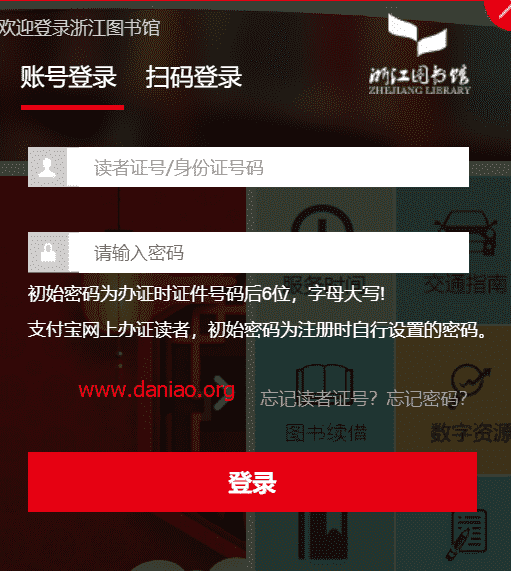 欢迎登录浙江图书馆
浙江图书馆
ZHEJIANG LIBRARY
账号登录 扫码登录
读者证号/身份证号码
请输入密码
服务时间 交通指南
初始密码为办证时证件号码后6位，字母大写!
支付宝网上办证读者，初始密码为注册时自行设置的密码。
www.daniao.org
忘记读者证号？忘记密码？
图书续借 数字资源
登录